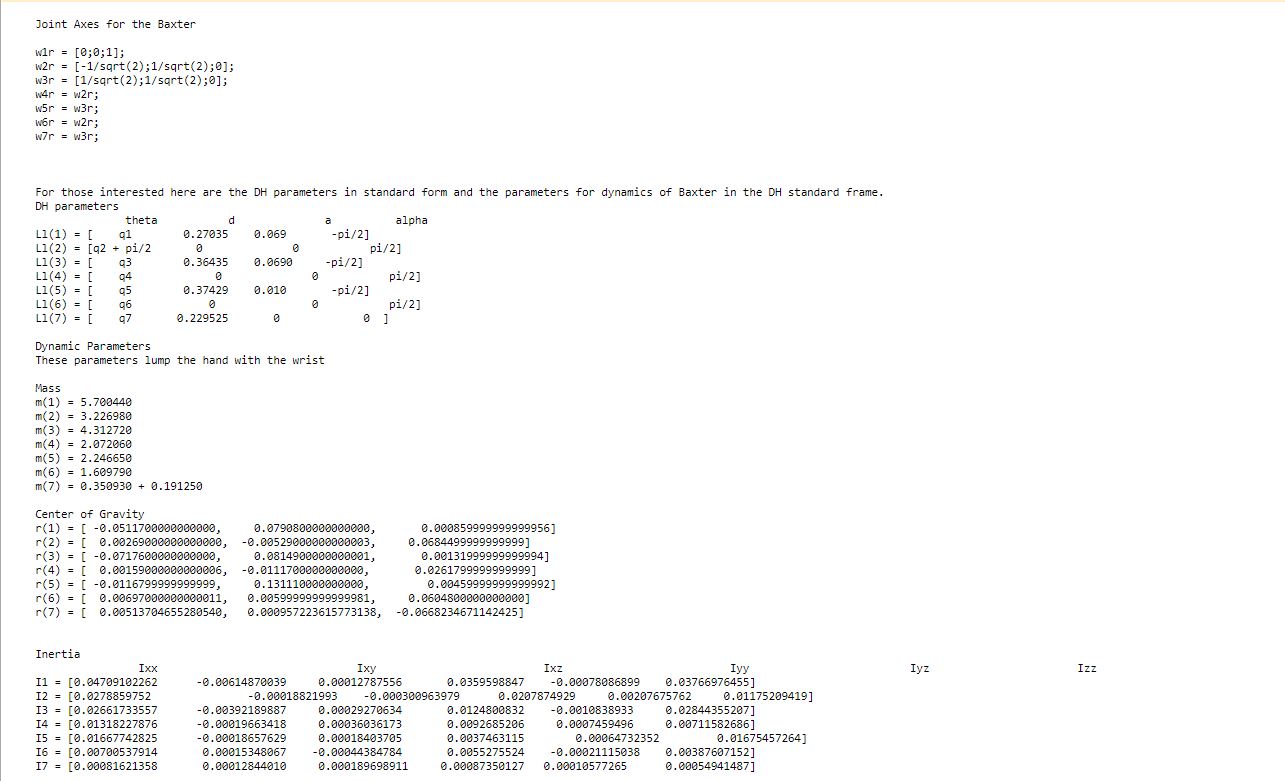 Joint Axes for the Baxter
w1r = [0;0;1];
w2r = [-1/sqrt(2);1/sqrt(2);0];
w3r = [1/sqrt(2);1/sqrt(2);0];
w4r = w2r;
w5r = w3r;
w6r = w2r;
w7r = w3r;
For those interested here are the DH parameters in standard form and the parameters for dynamics of Baxter in the DH standard frame.
DH parameters
theta d a alpha
L1(1) = [ q1 0.27035 0.069 -pi/2]
L1(2) = [q2 + pi/2 0 0 pi/2]
L1(3) = [ q3 0.36435 0.0690 -pi/2]
L1(4) = [ q4 0 0 pi/2]
L1(5) = [ q5 0.37429 0.010 -pi/2]
L1(6) = [ q6 0 0 pi/2]
L1(7) = [ q7 0.229525 0 0 ]
Dynamic Parameters
These parameters lump the hand with the wrist
Mass
m(1) = 5.700440
m(2) = 3.226980
m(3) = 4.312720
m(4) = 2.072060
m(5) = 2.246650
m(6) = 1.609790
m(7) = 0.350930 + 0.191250
Center of Gravity
r(1) = [ -0.0511700000000000, 0.0790800000000000, 0.000859999999999956]
r(2) = [ 0.00269000000000000, -0.00529000000000003, 0.0684499999999999]
r(3) = [ -0.0717600000000000, 0.0814900000000001, 0.00131999999999994]
r(4) = [ 0.00159000000000006, -0.0111700000000000, 0.0261799999999999]
r(5) = [ -0.0116799999999999, 0.131110000000000, 0.00459999999999992]
r(6) = [ 0.00697000000000011, 0.00599999999999981, 0.0604800000000000]
r(7) = [ 0.00513704655280540, 0.000957223615773138, -0.0668234671142425]
Inertia
Ixx Ixy Ixz Iyy Iyz Izz
I1 = [0.04709102262 -0.00614870039 0.00012787556 0.0359598847 -0.00078086899 0.03766976455]
I2 = [0.0278859752 -0.00018821993 -0.000300963979 0.0207874929 0.00207675762 0.01175209419]
I3 = [0.02661733557 -0.00392189887 0.00029270634 0.0124800832 -0.0010838933 0.02844355207]
I4 = [0.01318227876 -0.00019663418 0.00036036173 0.0092685206 0.0007459496 0.00711582686]
I5 = [0.01667742825 -0.00018657629 0.00018403705 0.0037463115 0.00064732352 0.01675457264]
I6 = [0.00700537914 0.00015348067 -0.00044384784 0.0055275524 -0.00021115038 0.00387607152]
I7 = [0.00081621358 0.00012844010 0.000189698911 0.00087350127 0.00010577265 0.00054941487]